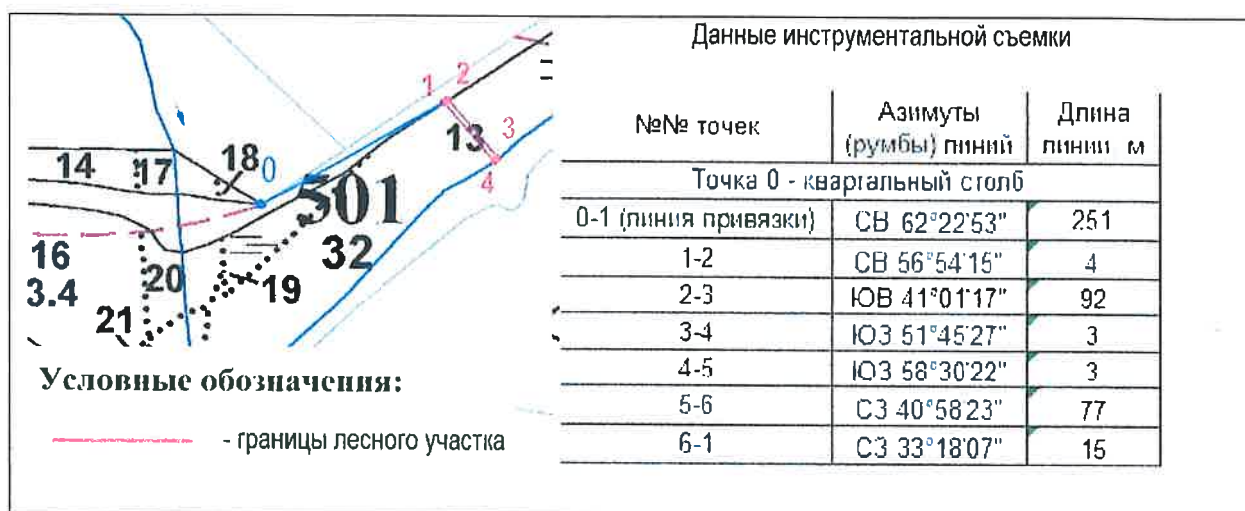 1 2
13 3
4
14 17 18 0
501
32
16
3.4
20
19
21
Условные обозначения:
- границы лесного участка
Данные инструментальной съемки
№№ точек Азимуты (румбы) линий Длина линии м
Точка 0 - квартальный столб
0-1 (линия привязки) СВ 62°22'53" 251
1-2 СВ 56°54'15" 4
2-3 ЮВ 41°01'17" 92
3-4 ЮЗ 51°45'27" 3
4-5 ЮЗ 58°30'22" 3
5-6 СЗ 40°58'23" 77
6-1 СЗ 33°18'07" 15